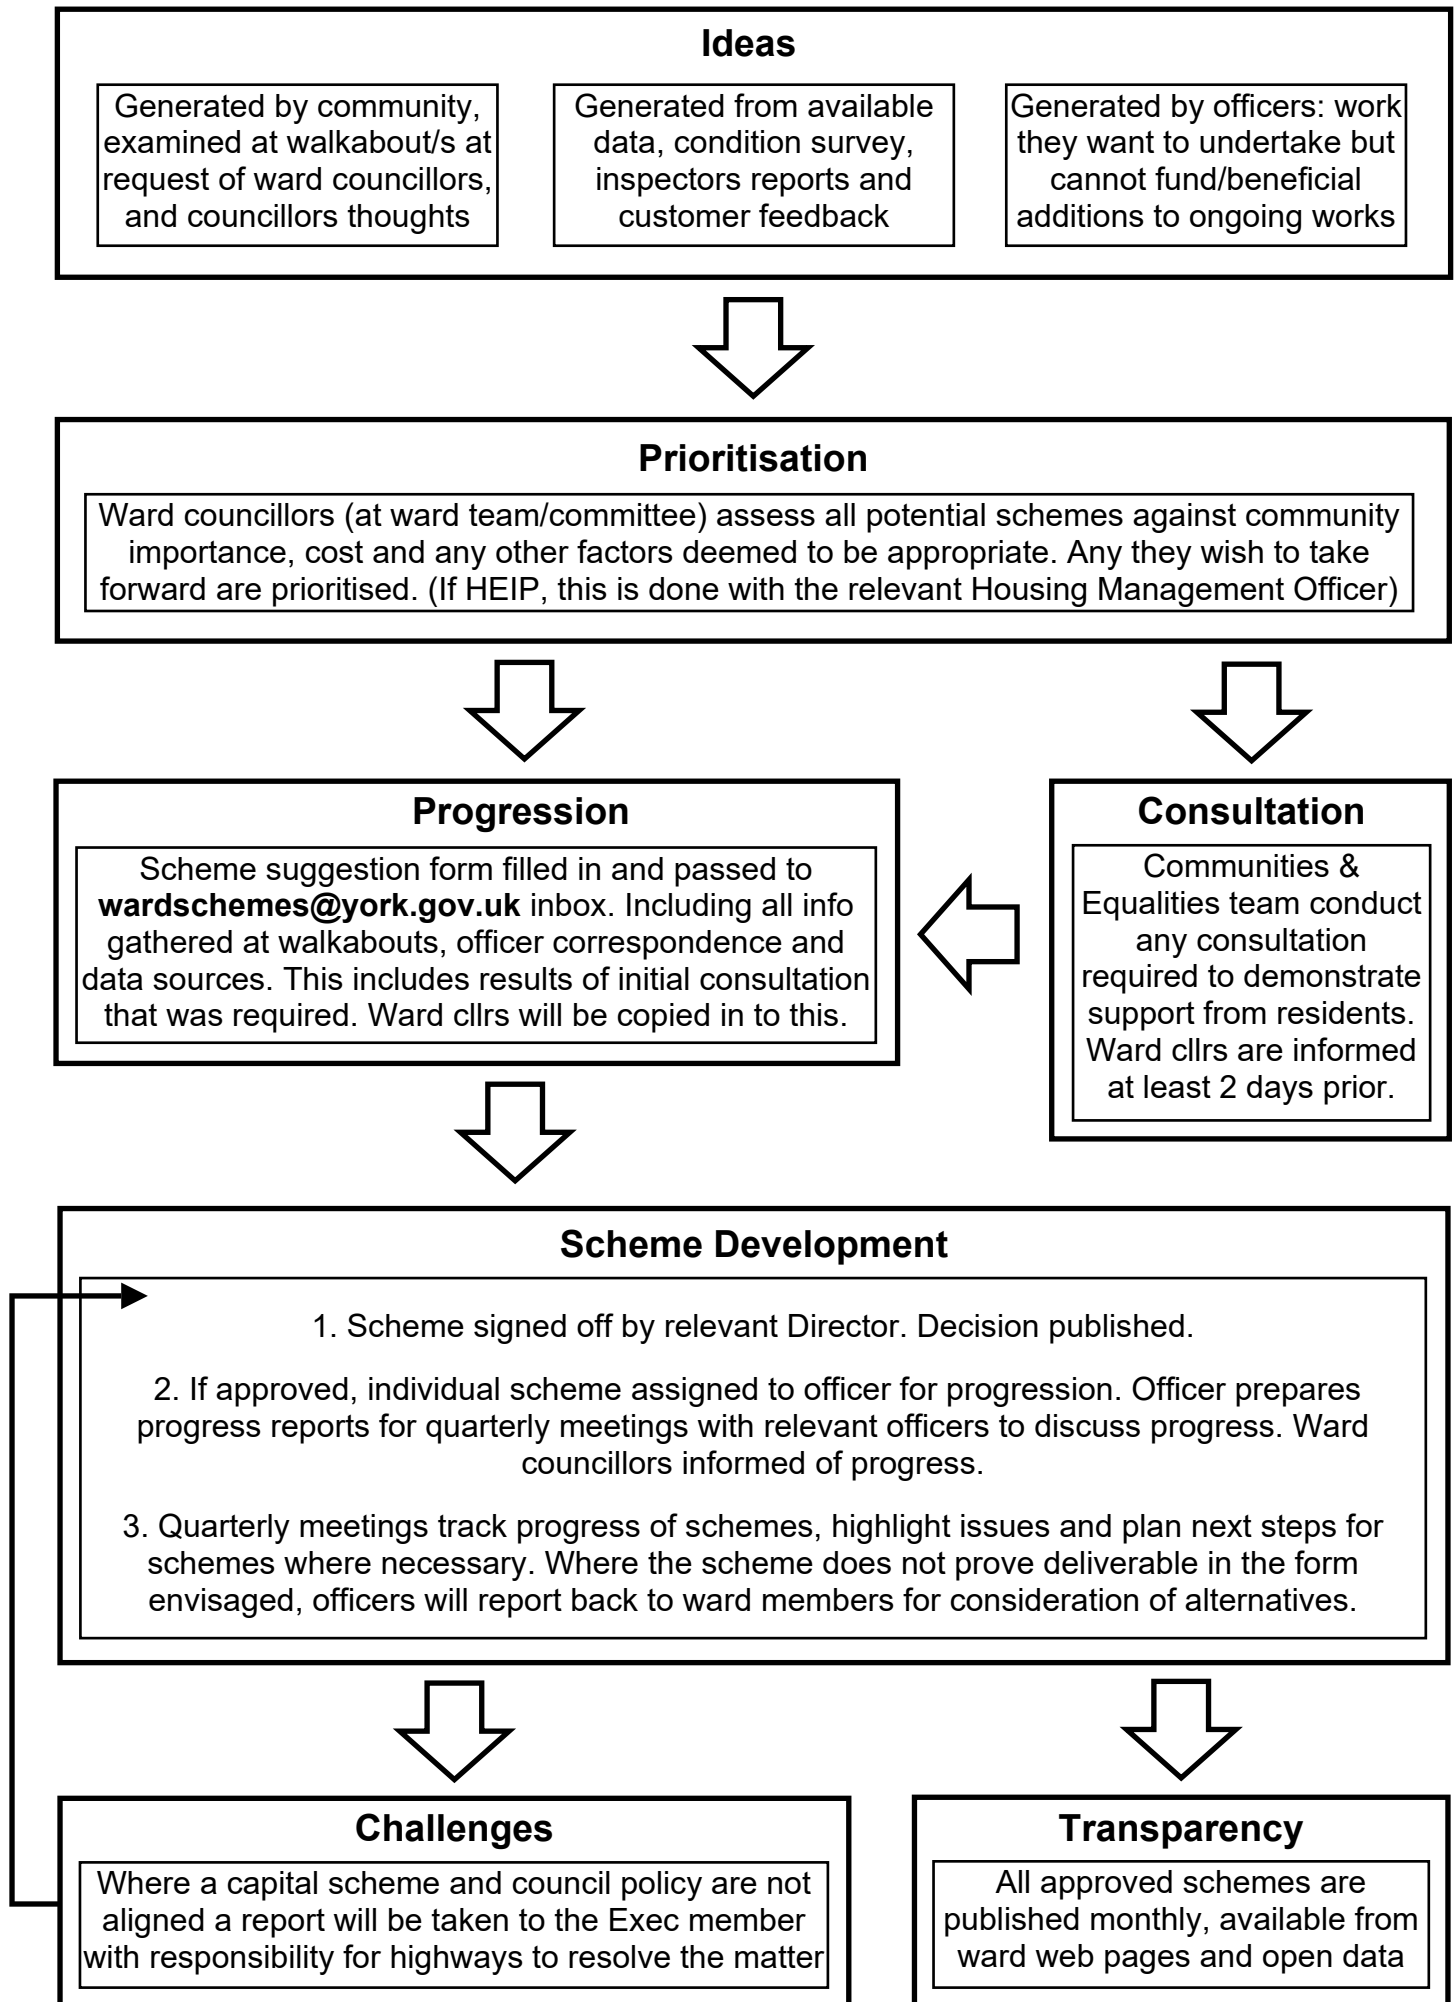 Ideas
Generated by community,
examined at walkabout/s at
request of ward councillors,
and councillors thoughts
Generated from available
data, condition survey,
inspectors reports and
customer feedback
Generated by officers: work
they want to undertake but
cannot fund/beneficial
additions to ongoing works
Prioritisation
Ward councillors (at ward team/committee) assess all potential schemes against community
importance, cost and any other factors deemed to be appropriate. Any they wish to take
forward are prioritised. (If HEIP, this is done with the relevant Housing Management Officer)
Progression
Scheme suggestion form filled in and passed to
wardschemes@york.gov.uk inbox. Including all info
gathered at walkabouts, officer correspondence and
data sources. This includes results of initial consultation
that was required. Ward cllrs will be copied in to this.
Consultation
Communities &
Equalities team conduct
any consultation
required to demonstrate
support from residents.
Ward cllrs are informed
at least 2 days prior.
Scheme Development
1. Scheme signed off by relevant Director. Decision published.
2. If approved, individual scheme assigned to officer for progression. Officer prepares
progress reports for quarterly meetings with relevant officers to discuss progress. Ward
councillors informed of progress.
3. Quarterly meetings track progress of schemes, highlight issues and plan next steps for
schemes where necessary. Where the scheme does not prove deliverable in the form
envisaged, officers will report back to ward members for consideration of alternatives.
Challenges
Where a capital scheme and council policy are not
aligned a report will be taken to the Exec member
with responsibility for highways to resolve the matter
Transparency
All approved schemes are
published monthly, available from
ward web pages and open data